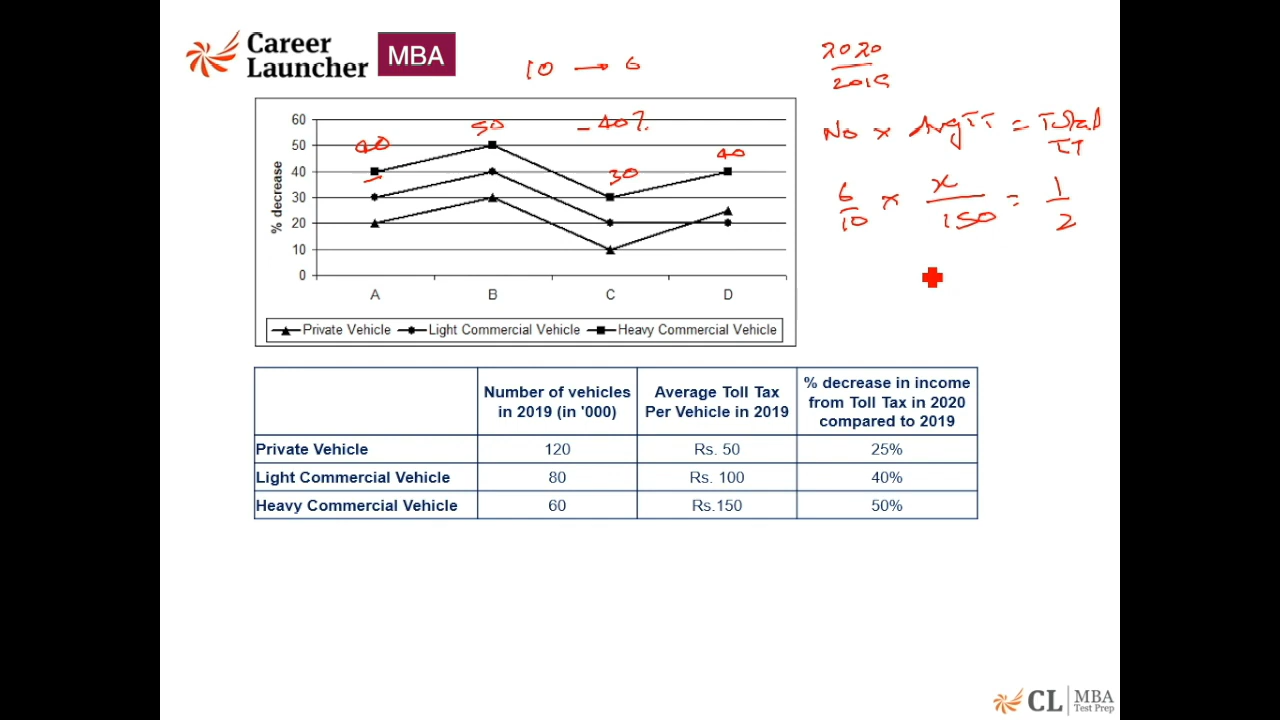 Career
Launcher
MBA
10 → 6
2020
2019
No × Avg TT = Total
TT
6/10 × x/150 = 1/2
60
50
40
30
20
10
0
% decrease
40
50
- 40%
30
40
A B C D
Private Vehicle Light Commercial Vehicle Heavy Commercial Vehicle
Number of vehicles
in 2019 (in '000)
Average Toll Tax
Per Vehicle in 2019
% decrease in income
from Toll Tax in 2020
compared to 2019
Private Vehicle 120 Rs. 50 25%
Light Commercial Vehicle 80 Rs. 100 40%
Heavy Commercial Vehicle 60 Rs.150 50%
CL MBA
Test Prep